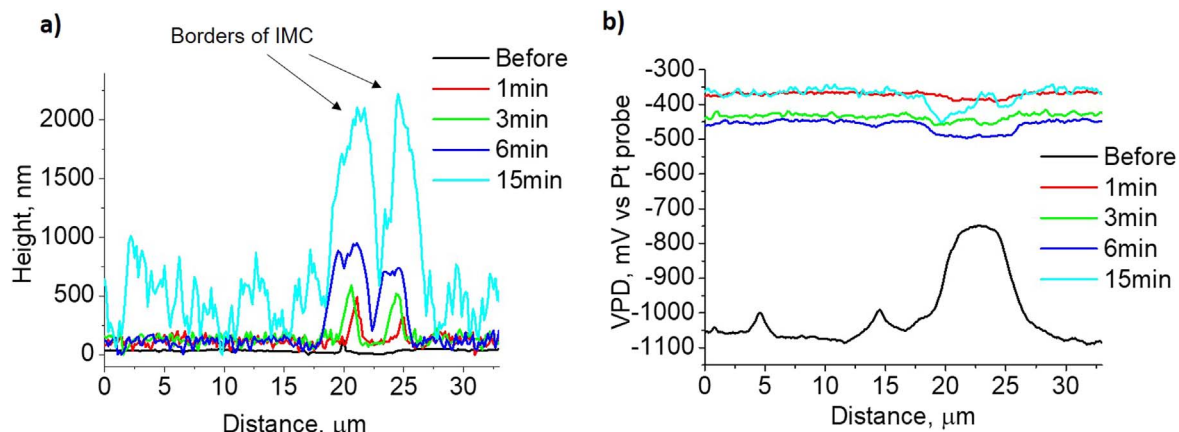 a)
Borders of IMC
Before
1min
3min
6min
15min
Height, nm
2000
1500
1000
500
0
0 5 10 15 20 25 30
Distance, μm
b)
VPD, mV vs Pt probe
-300
-400
-500
-600
-700
-800
-900
-1000
-1100
Before
1min
3min
6min
15min
0 5 10 15 20 25 30
Distance, μm